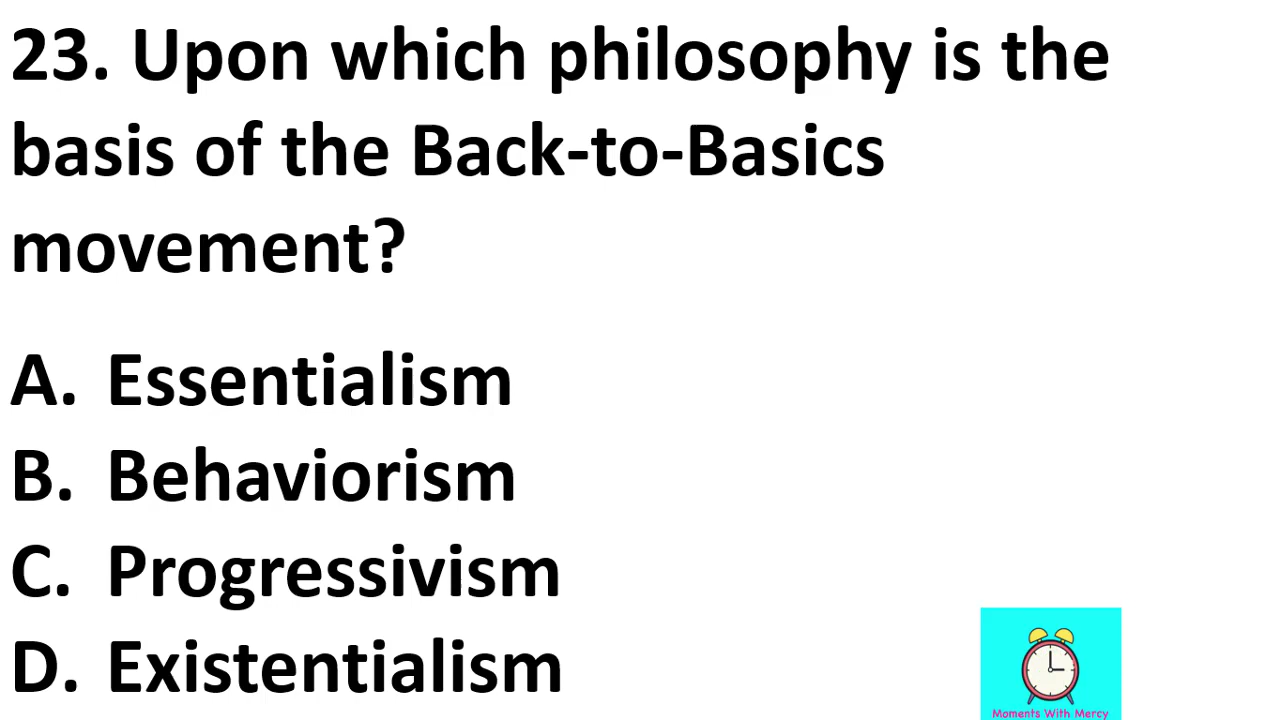 23. Upon which philosophy is the
basis of the Back-to-Basics
movement?
A. Essentialism
B. Behaviorism
C. Progressivism
D. Existentialism
Moments With Mercy